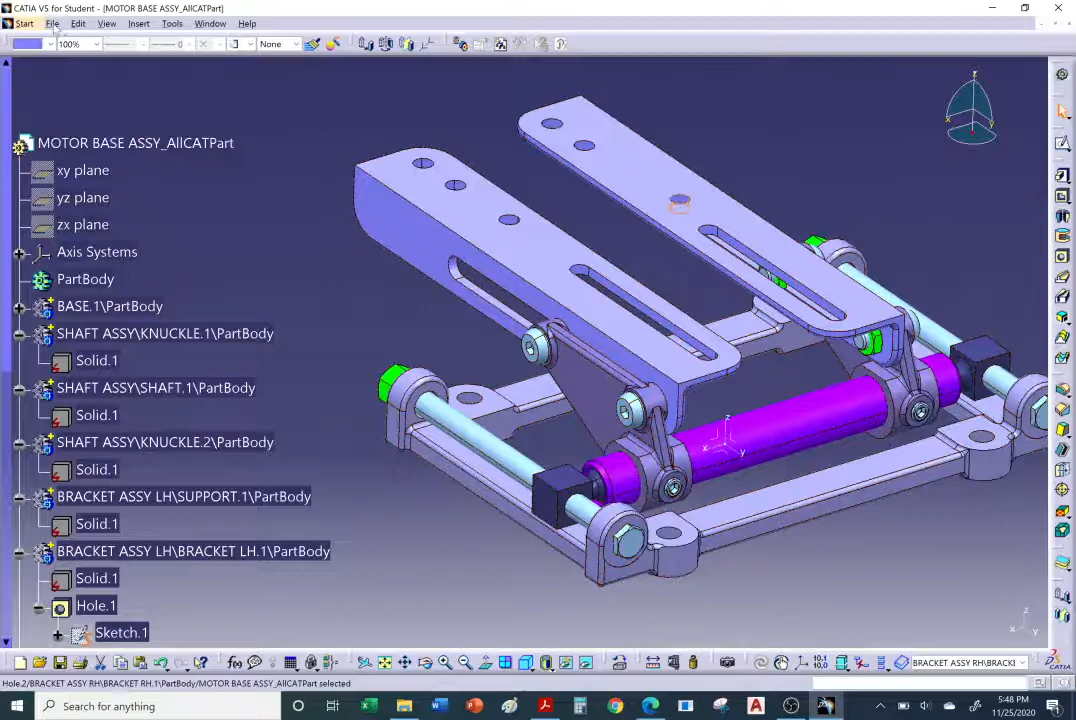 CATIA V5 for Student - [MOTOR BASE ASSY_AllCATPart]
Start File Edit View Insert Tools Window Help
100% 0 None
MOTOR BASE ASSY_AllCATPart
xy plane
yz plane
zx plane
Axis Systems
PartBody
BASE.1\PartBody
SHAFT ASSY\KNUCKLE.1\PartBody
Solid.1
SHAFT ASSY\SHAFT.1\PartBody
Solid.1
SHAFT ASSY\KNUCKLE.2\PartBody
Solid.1
BRACKET ASSY LH\SUPPORT.1\PartBody
Solid.1
BRACKET ASSY LH\BRACKET LH.1\PartBody
Solid.1
Hole.1
Sketch.1
z
x y
z
x y
z
x y
BRACKET ASSY RH\BRACKI
Hole.2/BRACKET RH\BRACKET RH.1\PartBody/MOTOR BASE ASSY_AllCATPart selected
Type here to search
5:48 PM
11/25/2020